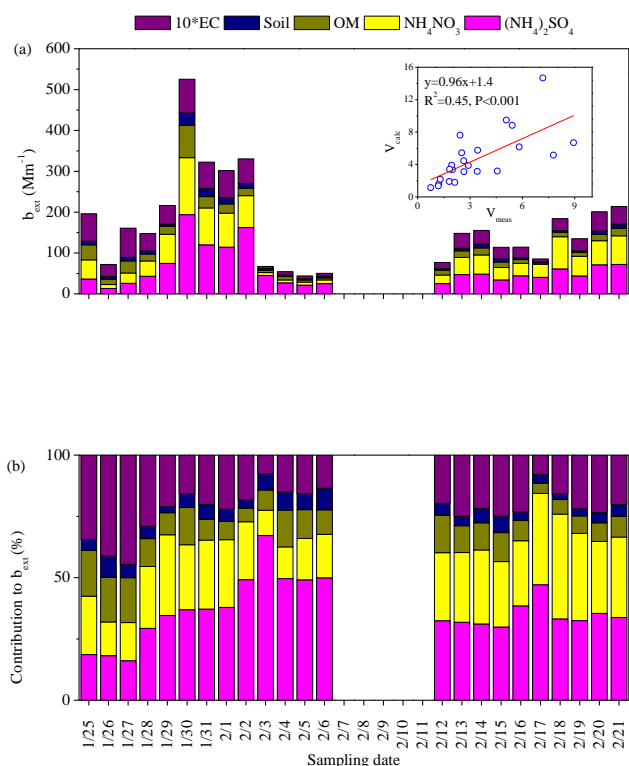 10*EC Soil OM NH4NO3 (NH4)2SO4
(a)
600
500
400
300
200
100
0
bext (Mm-1)
y=0.96x+1.4
R2=0.45, P<0.001
16
12
8
4
0
Vcalc
0 3 6 9
Vmeas
(b)
100
50
0
Contribution to bext (%)
1/25 1/26 1/27 1/28 1/29 1/30 1/31 2/1 2/2 2/3 2/4 2/5 2/6 2/7 2/8 2/9 2/10 2/11 2/12 2/13 2/14 2/15 2/16 2/17 2/18 2/19 2/20 2/21
Sampling date